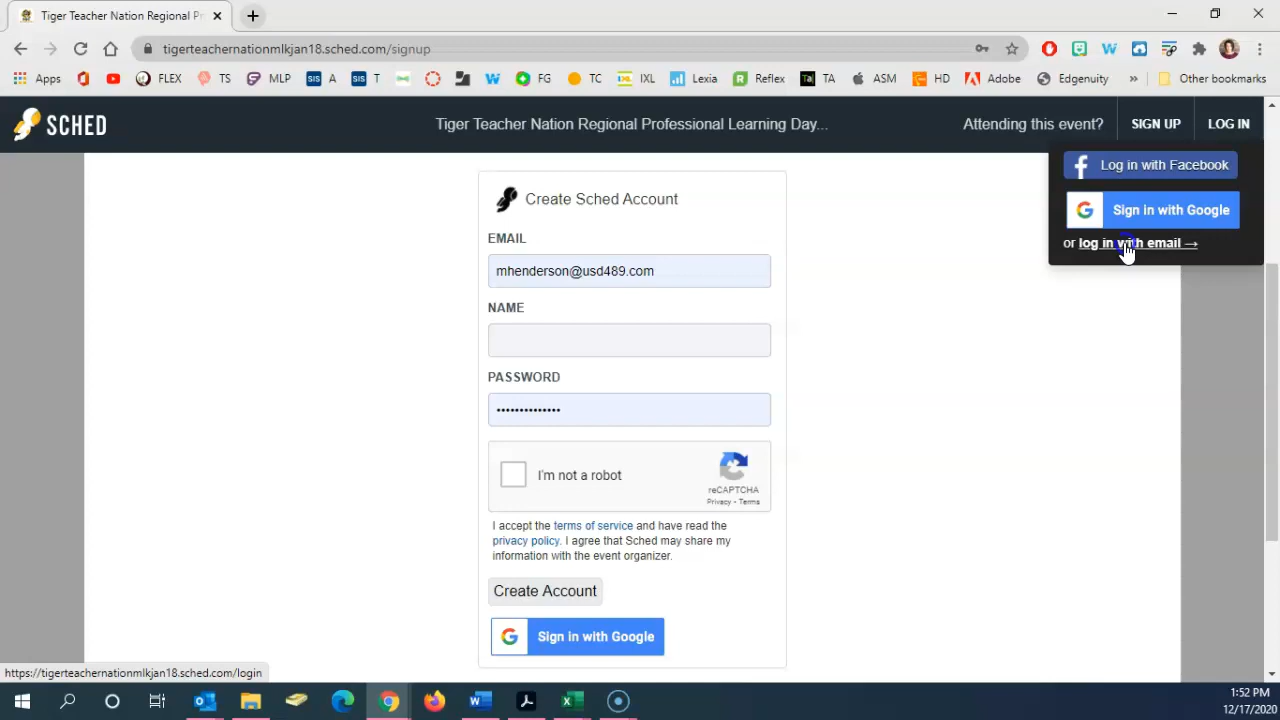 Tiger Teacher Nation Regional Pr
tigerteachernationmlkjan18.sched.com/signup
Apps FLEX TS MLP SIS A SIS T W FG TC IXL IXL Lexia R Reflex Ta TA ASM HD Adobe Edgenuity » Other bookmarks
SCHED Tiger Teacher Nation Regional Professional Learning Day... Attending this event? SIGN UP LOG IN
Log in with Facebook
Sign in with Google
or log in with email →
Create Sched Account
EMAIL
mhenderson@usd489.com
NAME
PASSWORD
••••••••••••••
I'm not a robot
reCAPTCHA
Privacy - Terms
I accept the terms of service and have read the
privacy policy. I agree that Sched may share my
information with the event organizer.
Create Account
Sign in with Google
https://tigerteachernationmlkjan18.sched.com/login
1:52 PM
12/17/2020